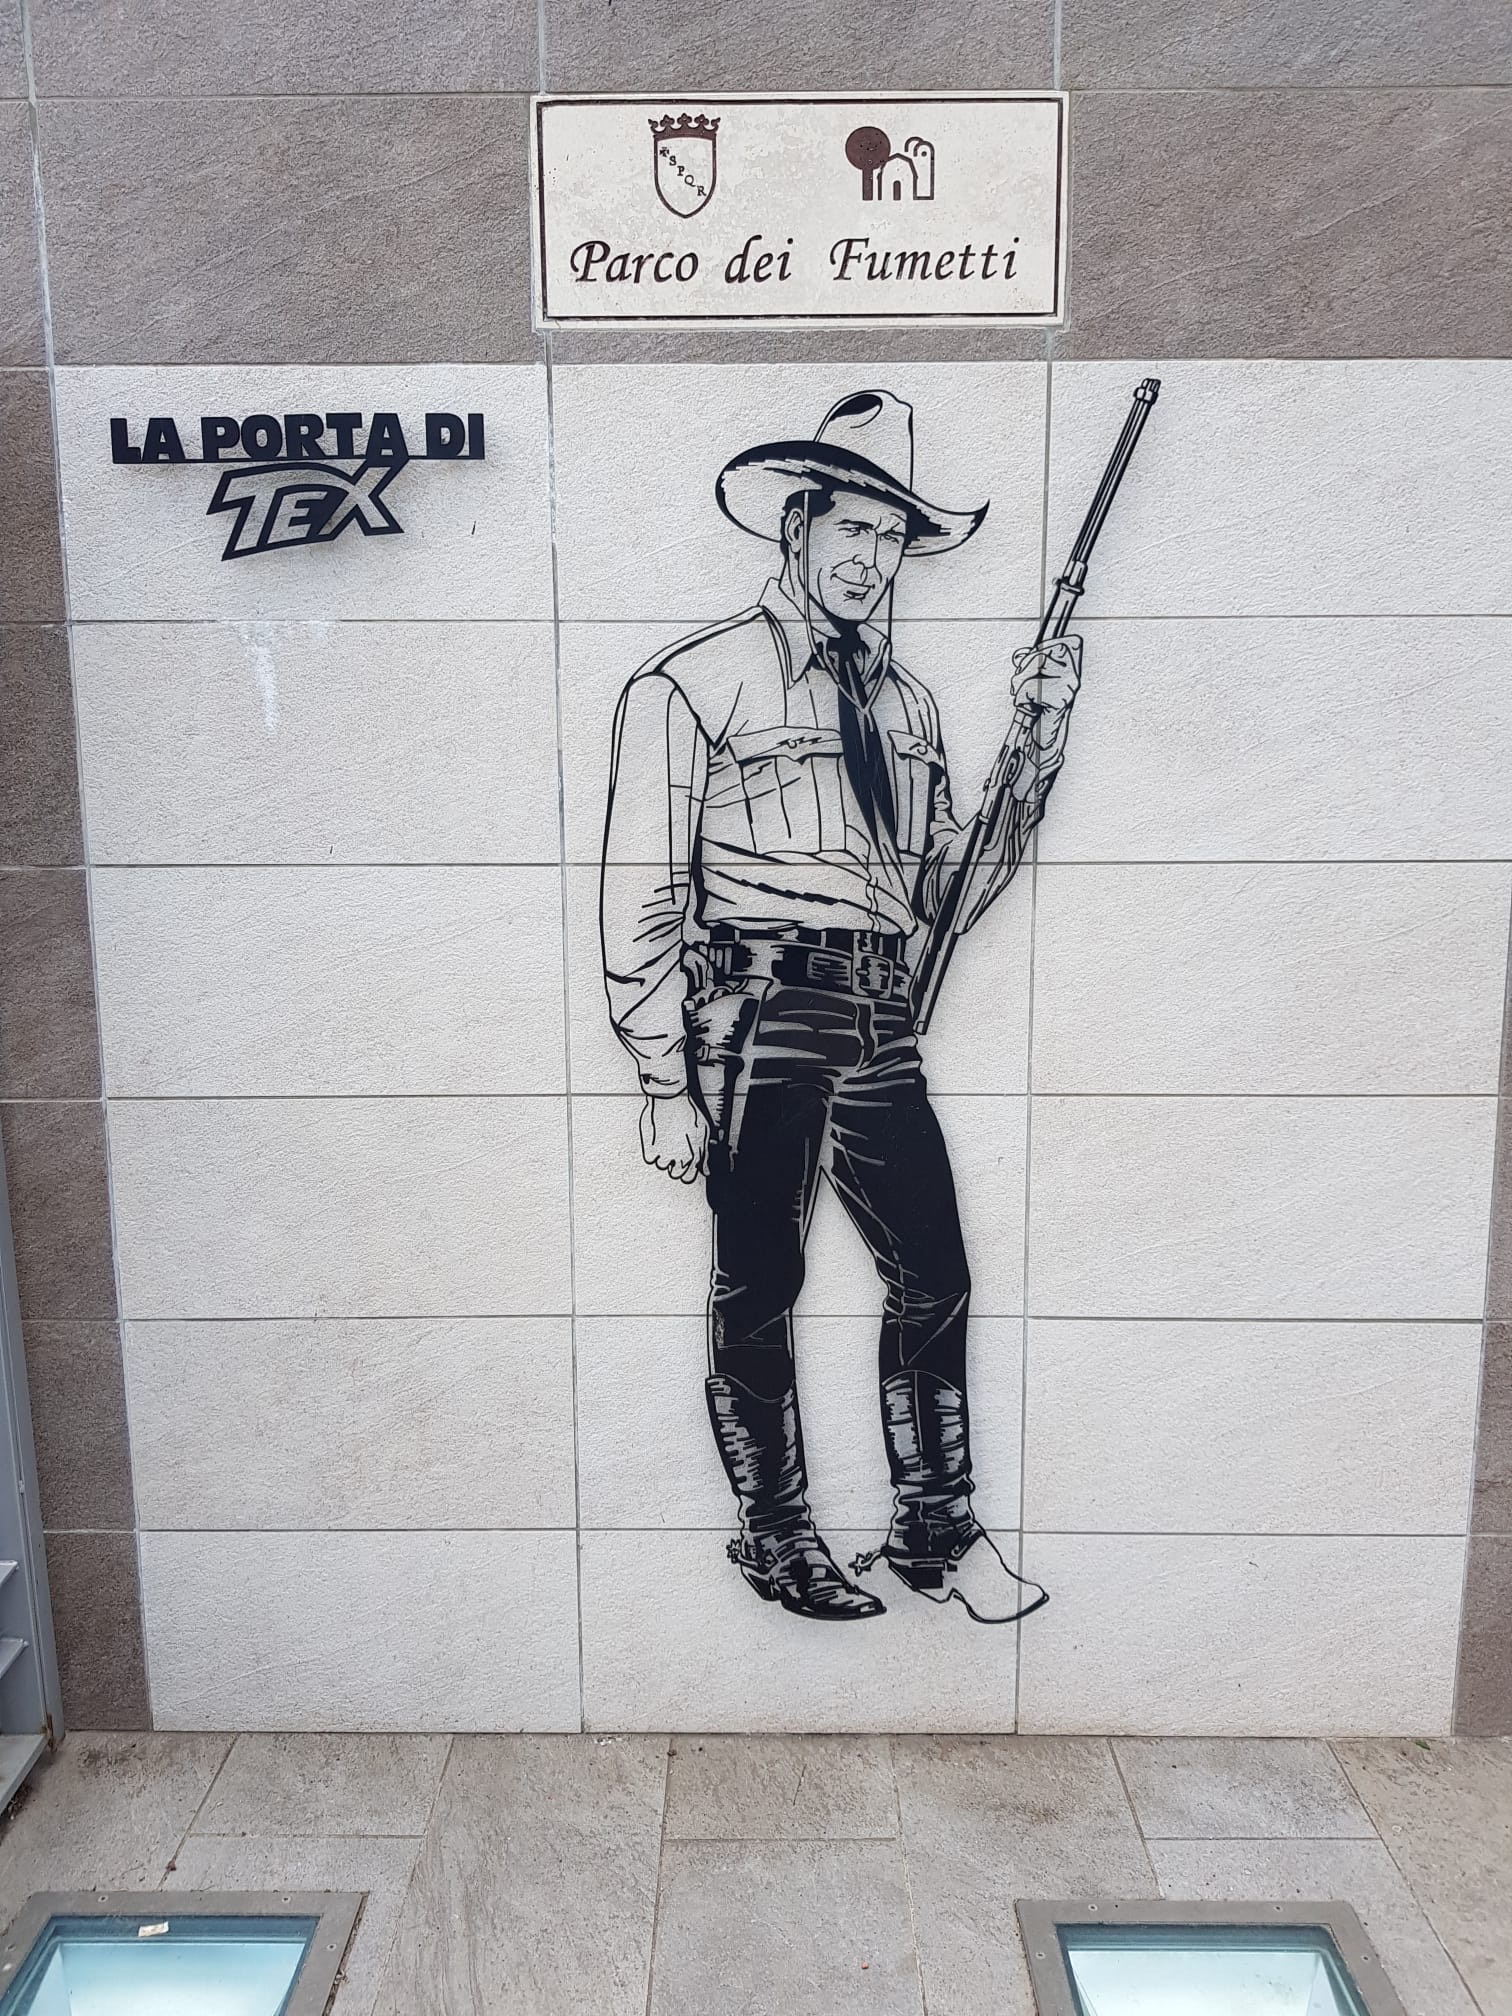 SPQR
Parco dei Fumetti
LA PORTA DI
TEX